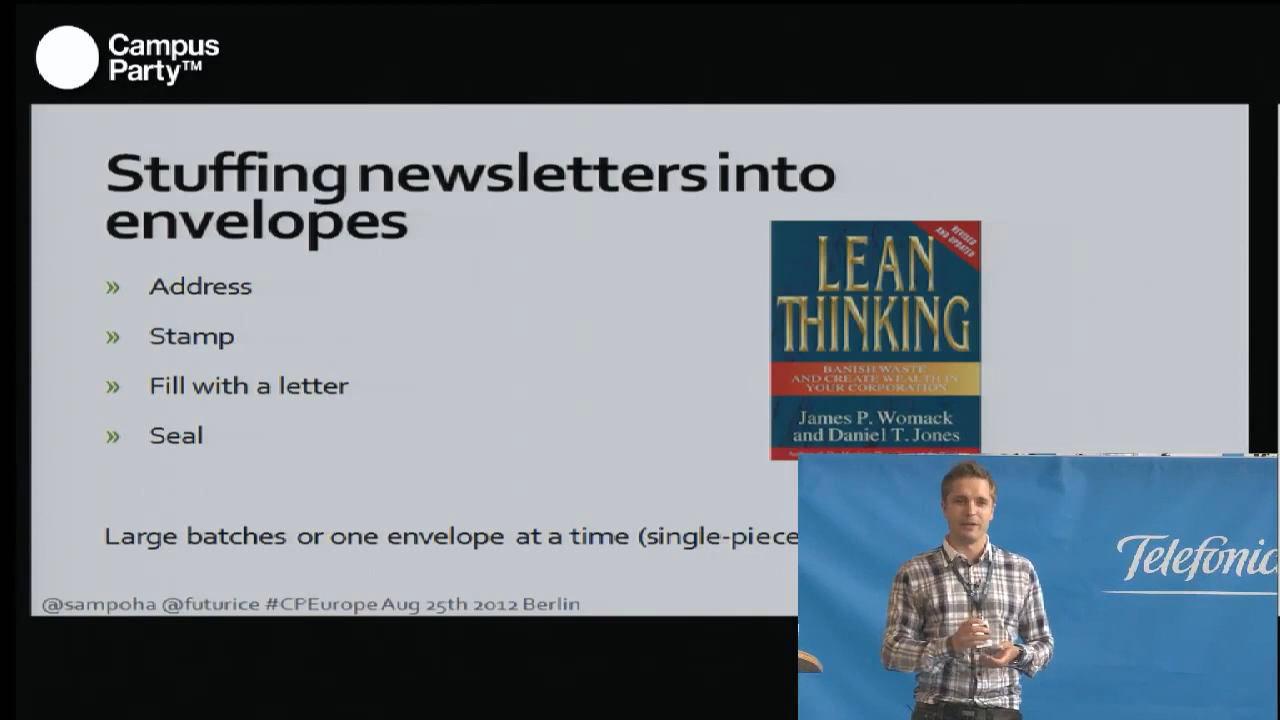 Campus
Party™
Stuffing newsletters into
envelopes
» Address
» Stamp
» Fill with a letter
» Seal
LEAN
THINKING
REVISED
AND UPDATED
BANISH WASTE
AND CREATE WEALTH IN
YOUR CORPORATION
James P. Womack
and Daniel T. Jones
Large batches or one envelope at a time (single-piece
@sampoha @futurice #CPEurope Aug 25th 2012 Berlin
Telefónic